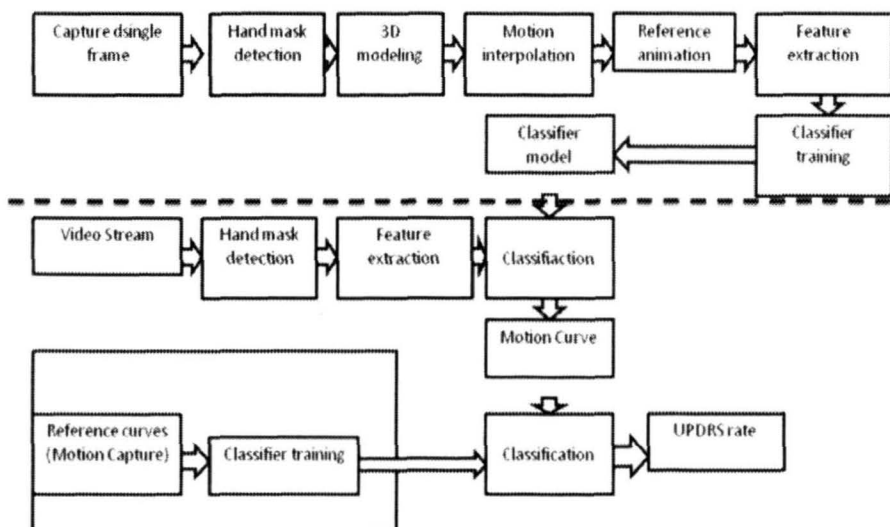 Capture dsingle
frame
Hand mask
detection
3D
modeling
Motion
interpolation
Reference
animation
Feature
extraction
Classifier
model
Classifier
training
Video Stream
Hand mask
detection
Feature
extraction
Classifiaction
Motion Curve
Reference curves
(Motion Capture)
Classifier training
Classification
UPDRS rate